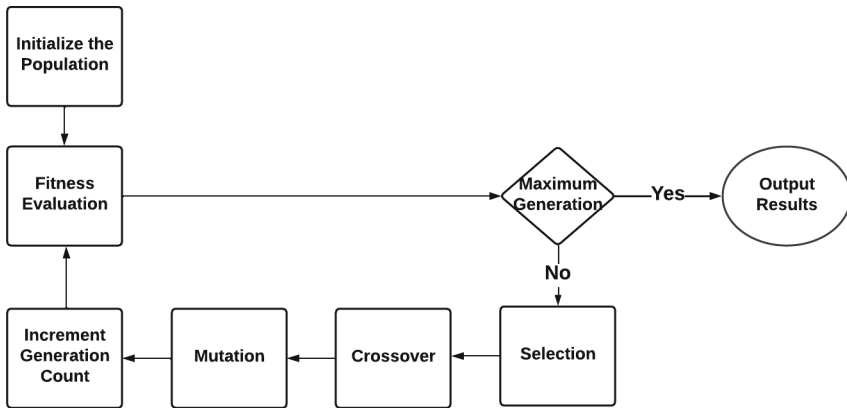 Initialize the
Population
Fitness
Evaluation
Maximum
Generation
Yes
Output
Results
No
Increment
Generation
Count
Mutation
Crossover
Selection